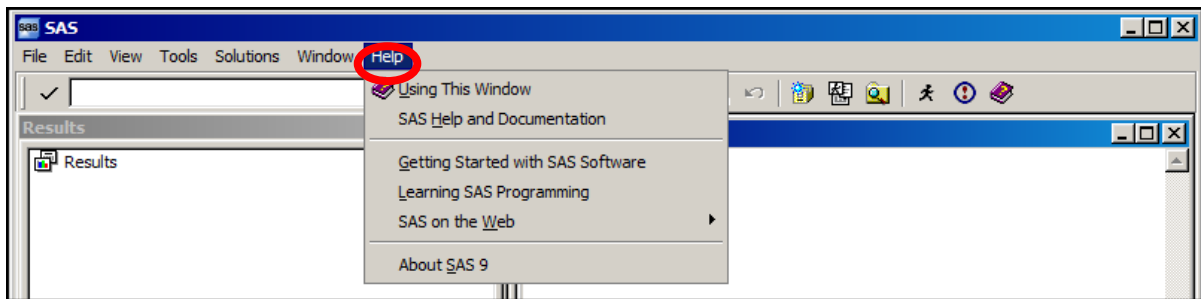 sas SAS
File Edit View Tools Solutions Window Help
Using This Window
SAS Help and Documentation
Results
Results
Getting Started with SAS Software
Learning SAS Programming
SAS on the Web
About SAS 9